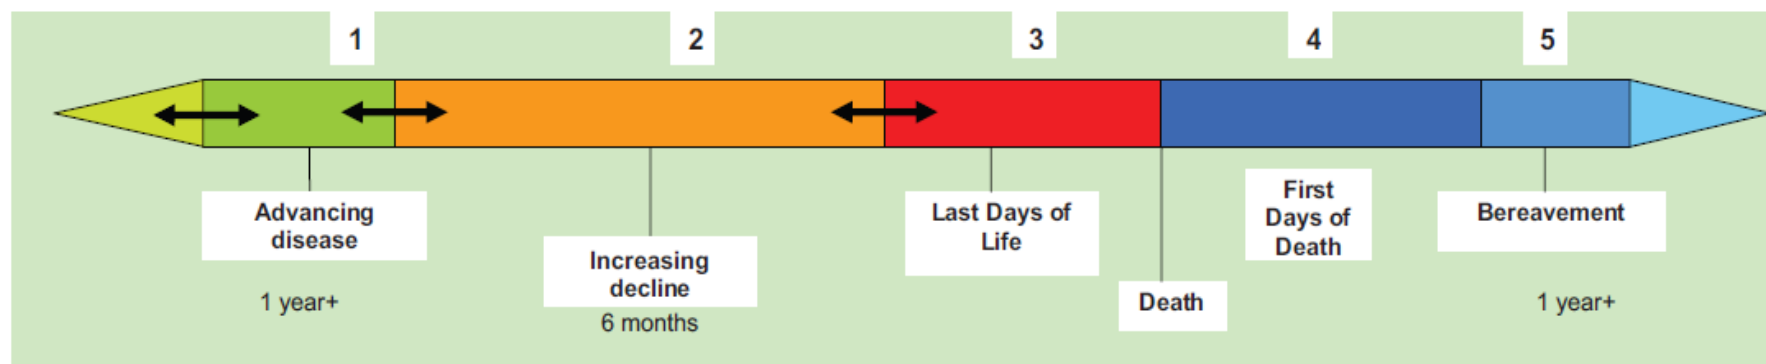 1
2
3
4
5
Advancing
disease
1 year+
Increasing
decline
6 months
Last Days of
Life
Death
First
Days of
Death
Bereavement
1 year+